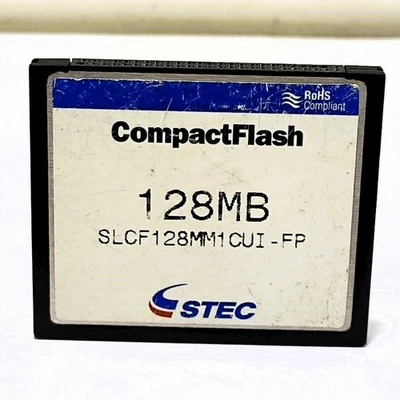 RoHS
Compliant
CompactFlash
128MB
SLCF128MM1CUI-FP
STEC